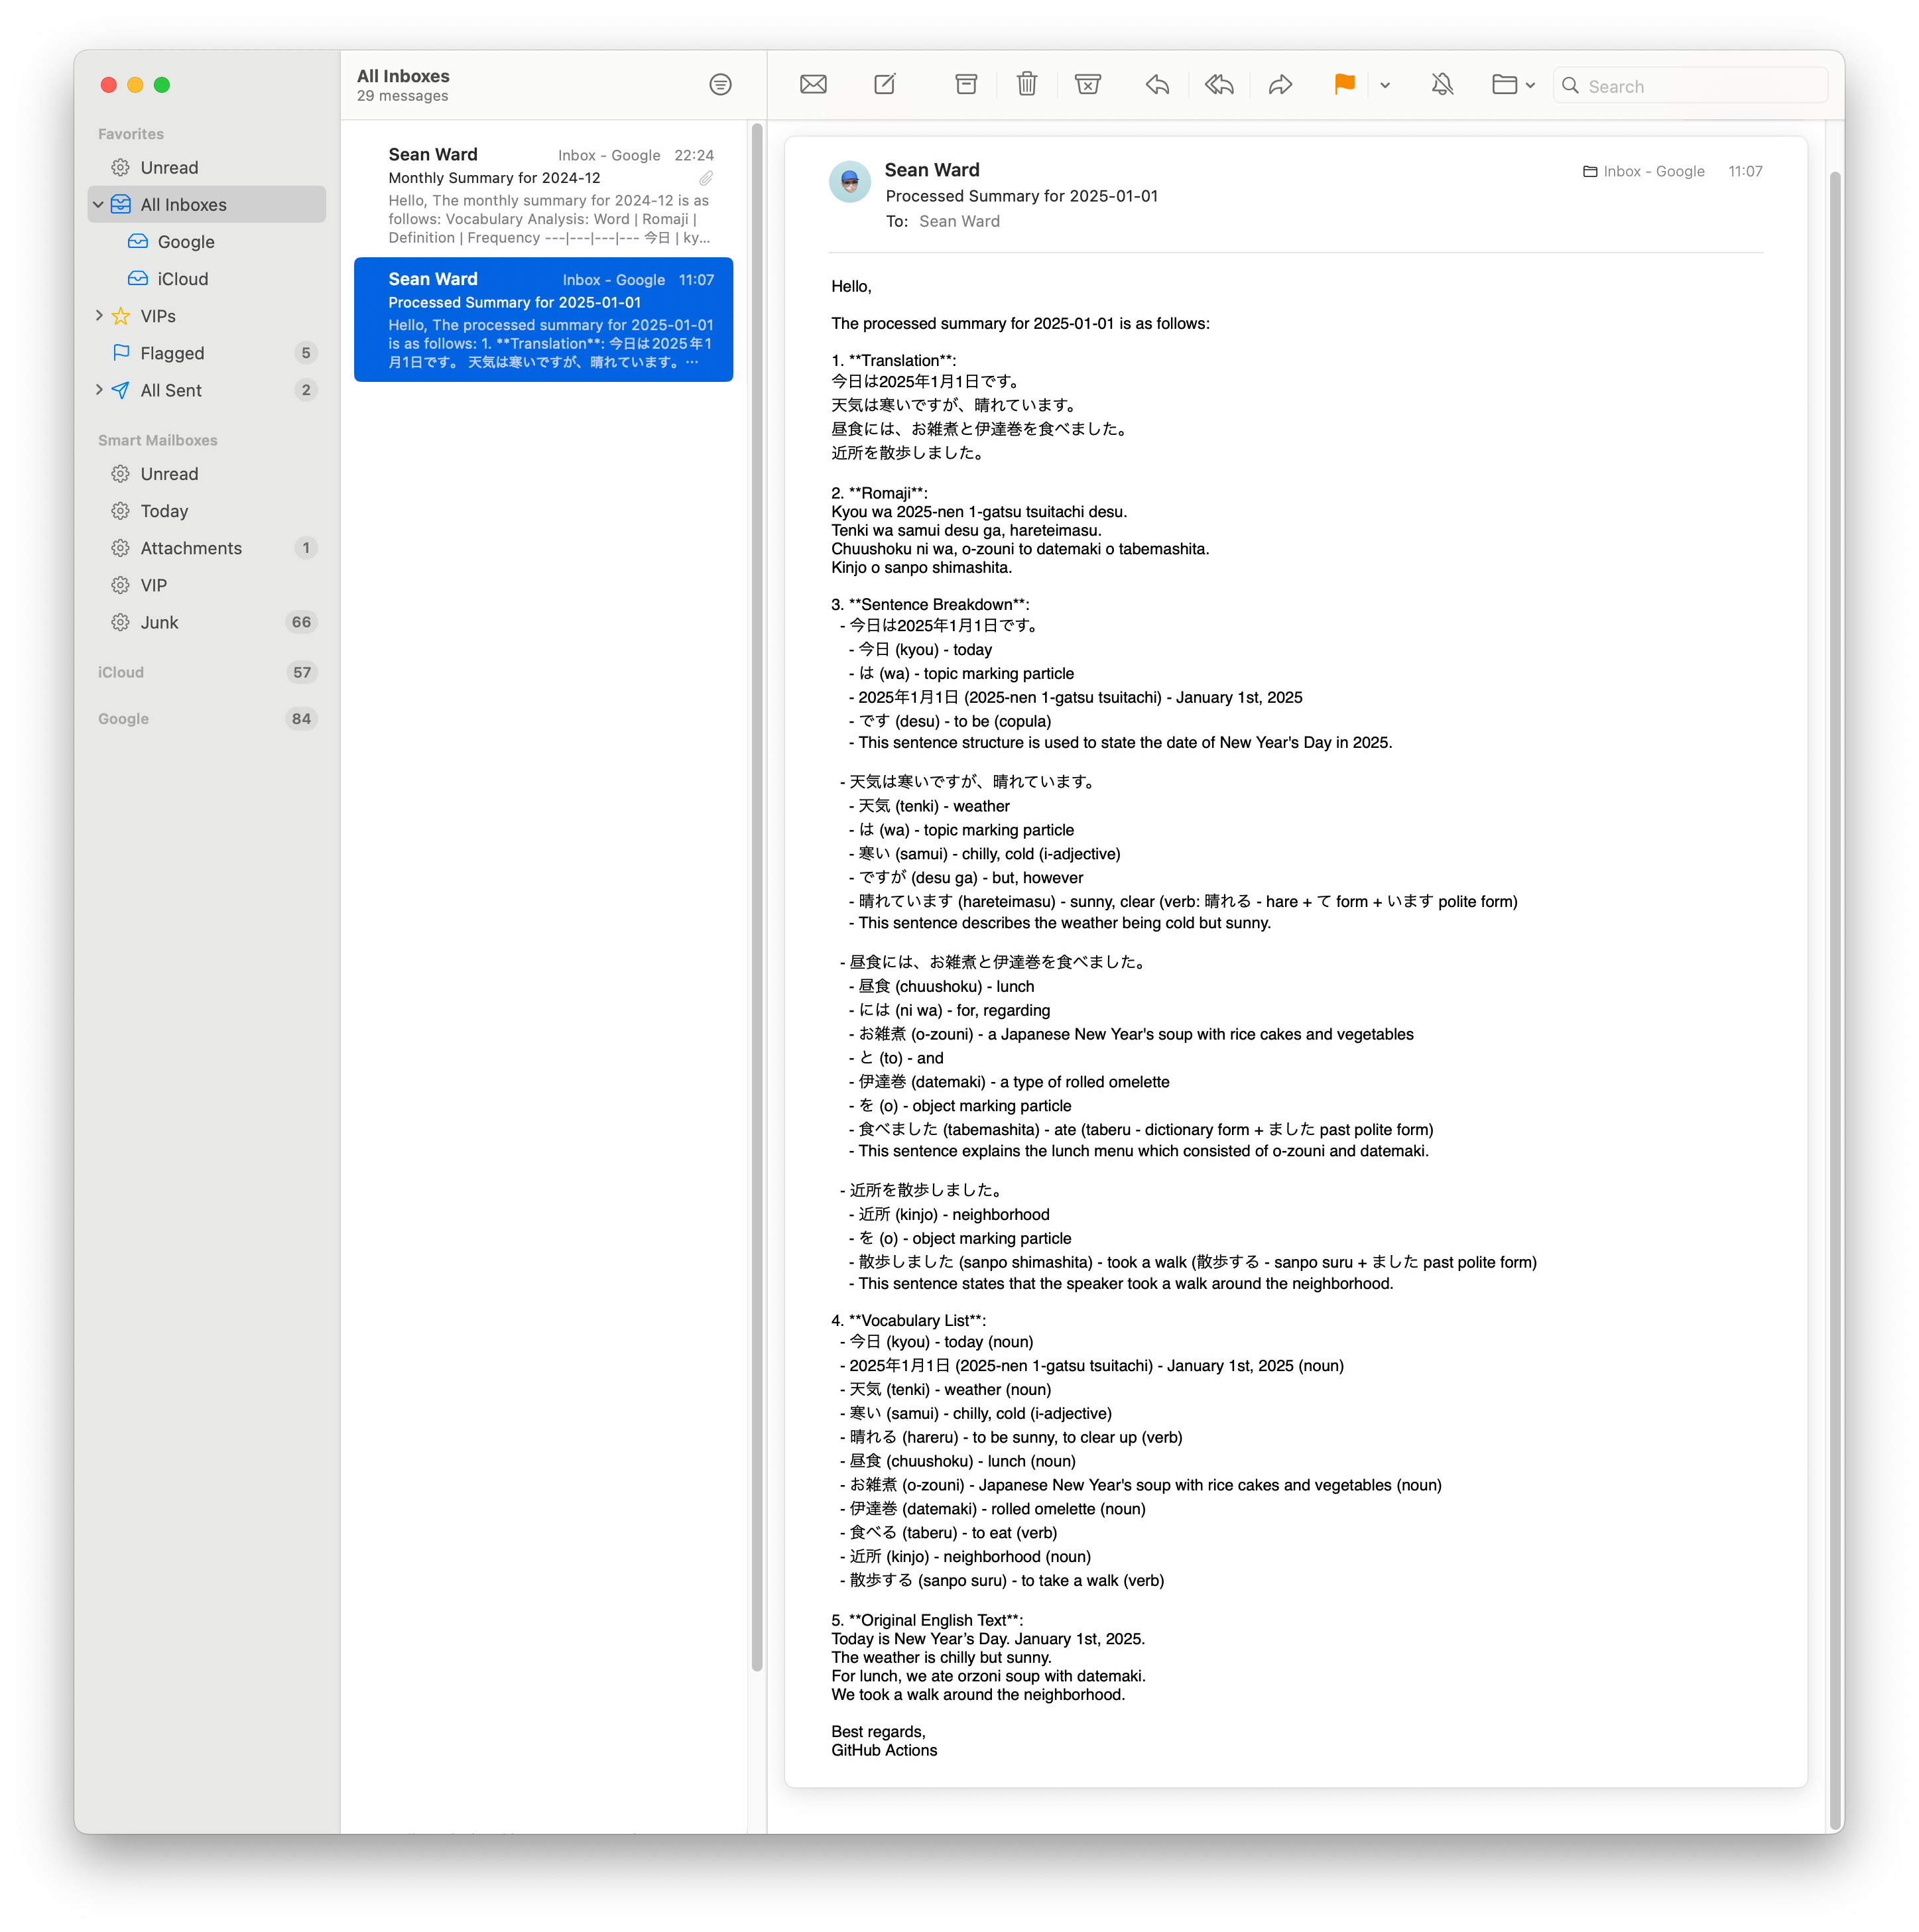 Favorites
Unread
All Inboxes
Google
iCloud
VIPs
Flagged 5
All Sent 2
Smart Mailboxes
Unread
Today
Attachments 1
VIP
Junk 66
iCloud 57
Google 84
All Inboxes
29 messages
Sean Ward Inbox - Google 22:24
Monthly Summary for 2024-12
Hello, The monthly summary for 2024-12 is as
follows: Vocabulary Analysis: Word | Romaji |
Definition | Frequency ---|---|---|--- 今日 | ky...
Sean Ward Inbox - Google 11:07
Processed Summary for 2025-01-01
Hello, The processed summary for 2025-01-01
is as follows: 1. **Translation**: 今日は2025年1
月1日です。 天気は寒いですが、晴れています。 ...
Search
Sean Ward Inbox - Google 11:07
Processed Summary for 2025-01-01
To: Sean Ward
Hello,
The processed summary for 2025-01-01 is as follows:
1. **Translation**:
今日は2025年1月1日です。
天気は寒いですが、晴れています。
昼食には、お雑煮と伊達巻を食べました。
近所を散歩しました。
2. **Romaji**:
Kyou wa 2025-nen 1-gatsu tsuitachi desu.
Tenki wa samui desu ga, hareteimasu.
Chuushoku ni wa, o-zouni to datemaki o tabemashita.
Kinjo o sanpo shimashita.
3. **Sentence Breakdown**:
- 今日は2025年1月1日です。
- 今日 (kyou) - today
- は (wa) - topic marking particle
- 2025年1月1日 (2025-nen 1-gatsu tsuitachi) - January 1st, 2025
- です (desu) - to be (copula)
- This sentence structure is used to state the date of New Year's Day in 2025.
- 天気は寒いですが、晴れています。
- 天気 (tenki) - weather
- は (wa) - topic marking particle
- 寒い (samui) - chilly, cold (i-adjective)
- ですが (desu ga) - but, however
- 晴れています (hareteimasu) - sunny, clear (verb: 晴れる - hare + て form + います polite form)
- This sentence describes the weather being cold but sunny.
- 昼食には、お雑煮と伊達巻を食べました。
- 昼食 (chuushoku) - lunch
- には (ni wa) - for, regarding
- お雑煮 (o-zouni) - a Japanese New Year's soup with rice cakes and vegetables
- と (to) - and
- 伊達巻 (datemaki) - a type of rolled omelette
- を (o) - object marking particle
- 食べました (tabemashita) - ate (taberu - dictionary form + ました past polite form)
- This sentence explains the lunch menu which consisted of o-zouni and datemaki.
- 近所を散歩しました。
- 近所 (kinjo) - neighborhood
- を (o) - object marking particle
- 散歩しました (sanpo shimashita) - took a walk (散歩する - sanpo suru + ました past polite form)
- This sentence states that the speaker took a walk around the neighborhood.
4. **Vocabulary List**:
- 今日 (kyou) - today (noun)
- 2025年1月1日 (2025-nen 1-gatsu tsuitachi) - January 1st, 2025 (noun)
- 天気 (tenki) - weather (noun)
- 寒い (samui) - chilly, cold (i-adjective)
- 晴れる (hareru) - to be sunny, to clear up (verb)
- 昼食 (chuushoku) - lunch (noun)
- お雑煮 (o-zouni) - Japanese New Year's soup with rice cakes and vegetables (noun)
- 伊達巻 (datemaki) - rolled omelette (noun)
- 食べる (taberu) - to eat (verb)
- 近所 (kinjo) - neighborhood (noun)
- 散歩する (sanpo suru) - to take a walk (verb)
5. **Original English Text**:
Today is New Year’s Day. January 1st, 2025.
The weather is chilly but sunny.
For lunch, we ate orzoni soup with datemaki.
We took a walk around the neighborhood.
Best regards,
GitHub Actions